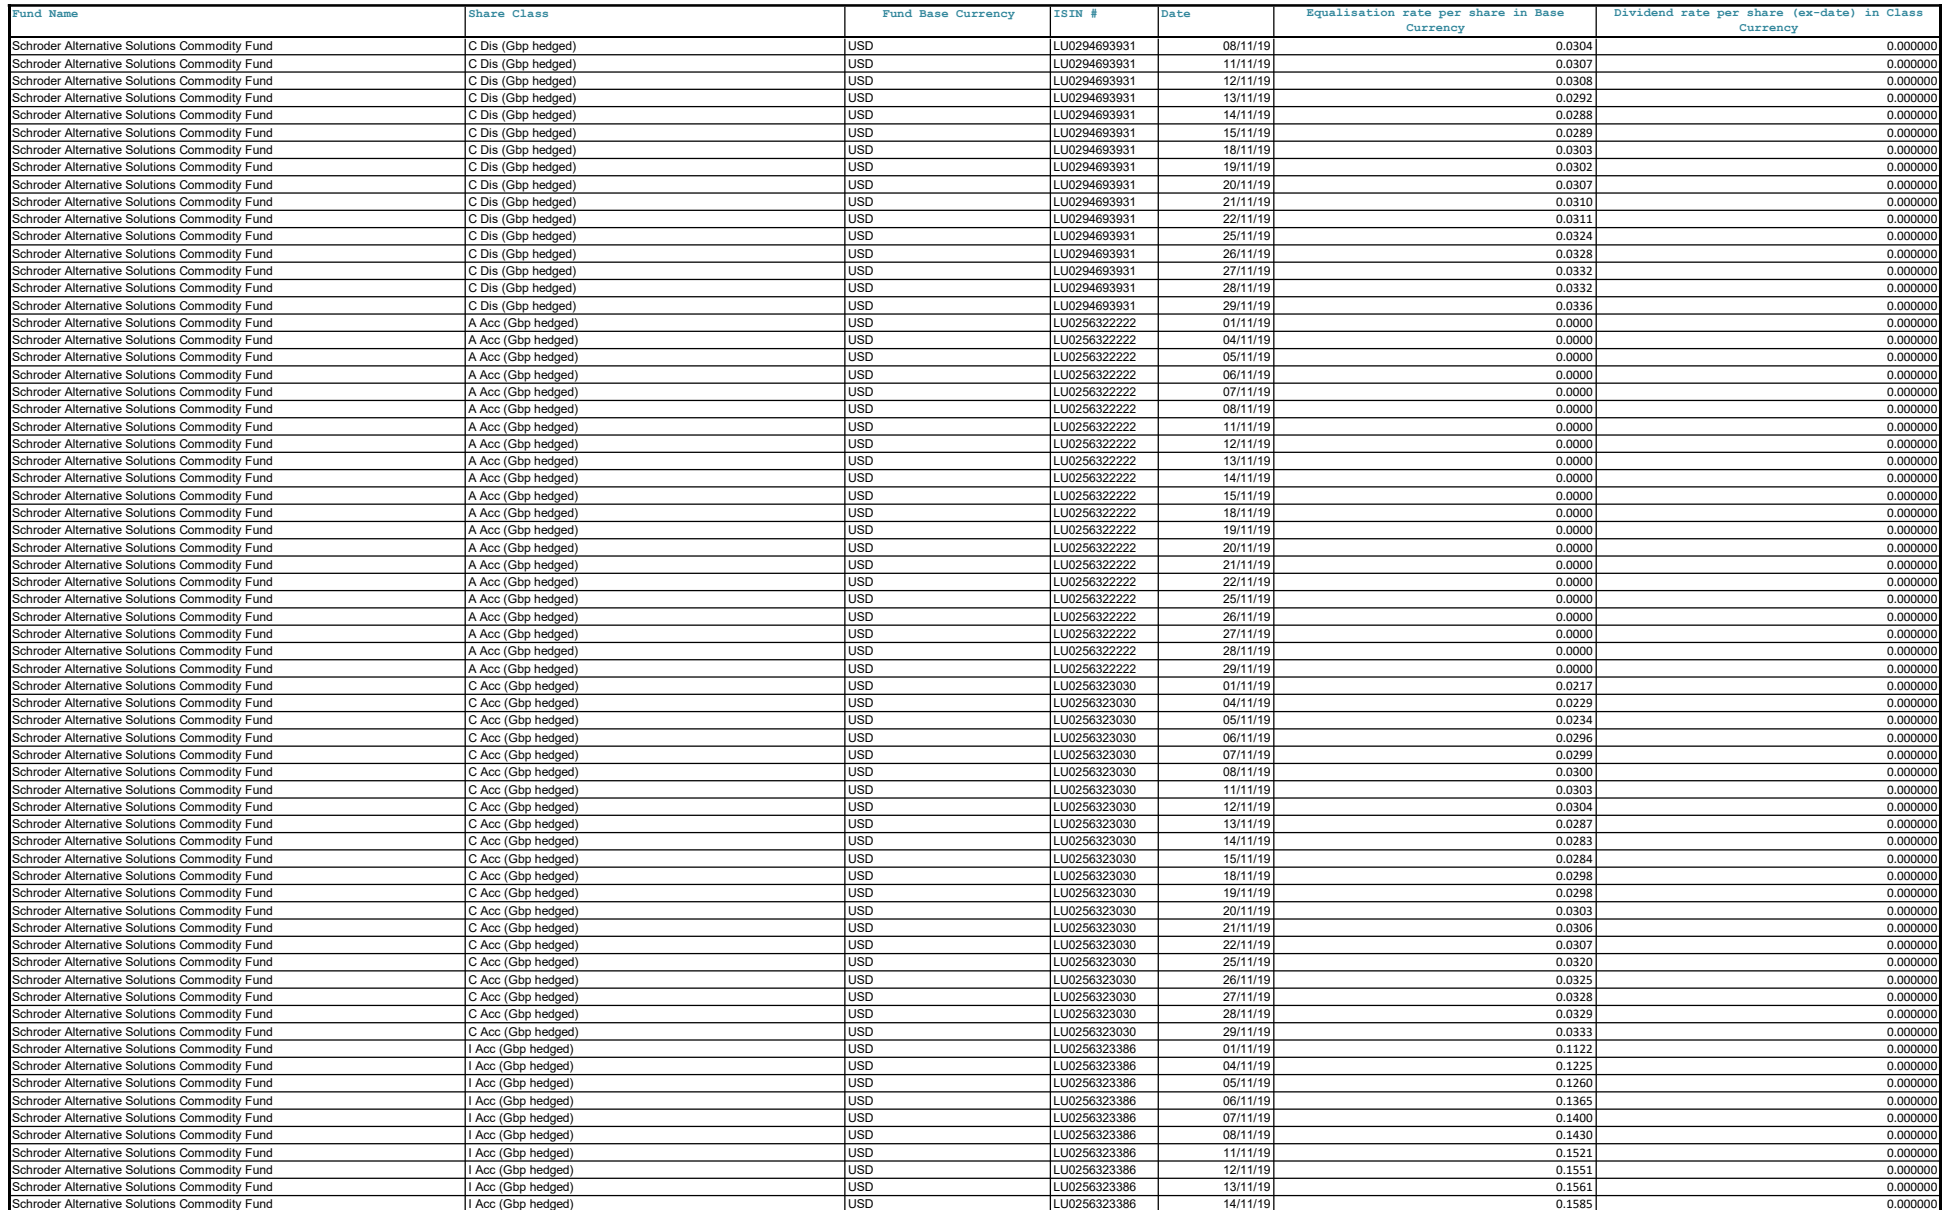 Fund Name Share Class Fund Base Currency ISIN # Date Equalisation rate per share in Base Currency Dividend rate per share (ex-date) in Class Currency
Schroder Alternative Solutions Commodity Fund C Dis (Gbp hedged) USD LU0294693931 08/11/19 0.0304 0.000000
Schroder Alternative Solutions Commodity Fund C Dis (Gbp hedged) USD LU0294693931 11/11/19 0.0307 0.000000
Schroder Alternative Solutions Commodity Fund C Dis (Gbp hedged) USD LU0294693931 12/11/19 0.0308 0.000000
Schroder Alternative Solutions Commodity Fund C Dis (Gbp hedged) USD LU0294693931 13/11/19 0.0292 0.000000
Schroder Alternative Solutions Commodity Fund C Dis (Gbp hedged) USD LU0294693931 14/11/19 0.0288 0.000000
Schroder Alternative Solutions Commodity Fund C Dis (Gbp hedged) USD LU0294693931 15/11/19 0.0289 0.000000
Schroder Alternative Solutions Commodity Fund C Dis (Gbp hedged) USD LU0294693931 18/11/19 0.0303 0.000000
Schroder Alternative Solutions Commodity Fund C Dis (Gbp hedged) USD LU0294693931 19/11/19 0.0302 0.000000
Schroder Alternative Solutions Commodity Fund C Dis (Gbp hedged) USD LU0294693931 20/11/19 0.0307 0.000000
Schroder Alternative Solutions Commodity Fund C Dis (Gbp hedged) USD LU0294693931 21/11/19 0.0310 0.000000
Schroder Alternative Solutions Commodity Fund C Dis (Gbp hedged) USD LU0294693931 22/11/19 0.0311 0.000000
Schroder Alternative Solutions Commodity Fund C Dis (Gbp hedged) USD LU0294693931 25/11/19 0.0324 0.000000
Schroder Alternative Solutions Commodity Fund C Dis (Gbp hedged) USD LU0294693931 26/11/19 0.0328 0.000000
Schroder Alternative Solutions Commodity Fund C Dis (Gbp hedged) USD LU0294693931 27/11/19 0.0332 0.000000
Schroder Alternative Solutions Commodity Fund C Dis (Gbp hedged) USD LU0294693931 28/11/19 0.0332 0.000000
Schroder Alternative Solutions Commodity Fund C Dis (Gbp hedged) USD LU0294693931 29/11/19 0.0336 0.000000
Schroder Alternative Solutions Commodity Fund A Acc (Gbp hedged) USD LU0256322222 01/11/19 0.0000 0.000000
Schroder Alternative Solutions Commodity Fund A Acc (Gbp hedged) USD LU0256322222 04/11/19 0.0000 0.000000
Schroder Alternative Solutions Commodity Fund A Acc (Gbp hedged) USD LU0256322222 05/11/19 0.0000 0.000000
Schroder Alternative Solutions Commodity Fund A Acc (Gbp hedged) USD LU0256322222 06/11/19 0.0000 0.000000
Schroder Alternative Solutions Commodity Fund A Acc (Gbp hedged) USD LU0256322222 07/11/19 0.0000 0.000000
Schroder Alternative Solutions Commodity Fund A Acc (Gbp hedged) USD LU0256322222 08/11/19 0.0000 0.000000
Schroder Alternative Solutions Commodity Fund A Acc (Gbp hedged) USD LU0256322222 11/11/19 0.0000 0.000000
Schroder Alternative Solutions Commodity Fund A Acc (Gbp hedged) USD LU0256322222 12/11/19 0.0000 0.000000
Schroder Alternative Solutions Commodity Fund A Acc (Gbp hedged) USD LU0256322222 13/11/19 0.0000 0.000000
Schroder Alternative Solutions Commodity Fund A Acc (Gbp hedged) USD LU0256322222 14/11/19 0.0000 0.000000
Schroder Alternative Solutions Commodity Fund A Acc (Gbp hedged) USD LU0256322222 15/11/19 0.0000 0.000000
Schroder Alternative Solutions Commodity Fund A Acc (Gbp hedged) USD LU0256322222 18/11/19 0.0000 0.000000
Schroder Alternative Solutions Commodity Fund A Acc (Gbp hedged) USD LU0256322222 19/11/19 0.0000 0.000000
Schroder Alternative Solutions Commodity Fund A Acc (Gbp hedged) USD LU0256322222 20/11/19 0.0000 0.000000
Schroder Alternative Solutions Commodity Fund A Acc (Gbp hedged) USD LU0256322222 21/11/19 0.0000 0.000000
Schroder Alternative Solutions Commodity Fund A Acc (Gbp hedged) USD LU0256322222 22/11/19 0.0000 0.000000
Schroder Alternative Solutions Commodity Fund A Acc (Gbp hedged) USD LU0256322222 25/11/19 0.0000 0.000000
Schroder Alternative Solutions Commodity Fund A Acc (Gbp hedged) USD LU0256322222 26/11/19 0.0000 0.000000
Schroder Alternative Solutions Commodity Fund A Acc (Gbp hedged) USD LU0256322222 27/11/19 0.0000 0.000000
Schroder Alternative Solutions Commodity Fund A Acc (Gbp hedged) USD LU0256322222 28/11/19 0.0000 0.000000
Schroder Alternative Solutions Commodity Fund A Acc (Gbp hedged) USD LU0256322222 29/11/19 0.0000 0.000000
Schroder Alternative Solutions Commodity Fund C Acc (Gbp hedged) USD LU0256323030 01/11/19 0.0217 0.000000
Schroder Alternative Solutions Commodity Fund C Acc (Gbp hedged) USD LU0256323030 04/11/19 0.0229 0.000000
Schroder Alternative Solutions Commodity Fund C Acc (Gbp hedged) USD LU0256323030 05/11/19 0.0234 0.000000
Schroder Alternative Solutions Commodity Fund C Acc (Gbp hedged) USD LU0256323030 06/11/19 0.0296 0.000000
Schroder Alternative Solutions Commodity Fund C Acc (Gbp hedged) USD LU0256323030 07/11/19 0.0299 0.000000
Schroder Alternative Solutions Commodity Fund C Acc (Gbp hedged) USD LU0256323030 08/11/19 0.0300 0.000000
Schroder Alternative Solutions Commodity Fund C Acc (Gbp hedged) USD LU0256323030 11/11/19 0.0303 0.000000
Schroder Alternative Solutions Commodity Fund C Acc (Gbp hedged) USD LU0256323030 12/11/19 0.0304 0.000000
Schroder Alternative Solutions Commodity Fund C Acc (Gbp hedged) USD LU0256323030 13/11/19 0.0287 0.000000
Schroder Alternative Solutions Commodity Fund C Acc (Gbp hedged) USD LU0256323030 14/11/19 0.0283 0.000000
Schroder Alternative Solutions Commodity Fund C Acc (Gbp hedged) USD LU0256323030 15/11/19 0.0284 0.000000
Schroder Alternative Solutions Commodity Fund C Acc (Gbp hedged) USD LU0256323030 18/11/19 0.0298 0.000000
Schroder Alternative Solutions Commodity Fund C Acc (Gbp hedged) USD LU0256323030 19/11/19 0.0298 0.000000
Schroder Alternative Solutions Commodity Fund C Acc (Gbp hedged) USD LU0256323030 20/11/19 0.0303 0.000000
Schroder Alternative Solutions Commodity Fund C Acc (Gbp hedged) USD LU0256323030 21/11/19 0.0306 0.000000
Schroder Alternative Solutions Commodity Fund C Acc (Gbp hedged) USD LU0256323030 22/11/19 0.0307 0.000000
Schroder Alternative Solutions Commodity Fund C Acc (Gbp hedged) USD LU0256323030 25/11/19 0.0320 0.000000
Schroder Alternative Solutions Commodity Fund C Acc (Gbp hedged) USD LU0256323030 26/11/19 0.0325 0.000000
Schroder Alternative Solutions Commodity Fund C Acc (Gbp hedged) USD LU0256323030 27/11/19 0.0328 0.000000
Schroder Alternative Solutions Commodity Fund C Acc (Gbp hedged) USD LU0256323030 28/11/19 0.0329 0.000000
Schroder Alternative Solutions Commodity Fund C Acc (Gbp hedged) USD LU0256323030 29/11/19 0.0333 0.000000
Schroder Alternative Solutions Commodity Fund I Acc (Gbp hedged) USD LU0256323386 01/11/19 0.1122 0.000000
Schroder Alternative Solutions Commodity Fund I Acc (Gbp hedged) USD LU0256323386 04/11/19 0.1225 0.000000
Schroder Alternative Solutions Commodity Fund I Acc (Gbp hedged) USD LU0256323386 05/11/19 0.1260 0.000000
Schroder Alternative Solutions Commodity Fund I Acc (Gbp hedged) USD LU0256323386 06/11/19 0.1365 0.000000
Schroder Alternative Solutions Commodity Fund I Acc (Gbp hedged) USD LU0256323386 07/11/19 0.1400 0.000000
Schroder Alternative Solutions Commodity Fund I Acc (Gbp hedged) USD LU0256323386 08/11/19 0.1430 0.000000
Schroder Alternative Solutions Commodity Fund I Acc (Gbp hedged) USD LU0256323386 11/11/19 0.1521 0.000000
Schroder Alternative Solutions Commodity Fund I Acc (Gbp hedged) USD LU0256323386 12/11/19 0.1551 0.000000
Schroder Alternative Solutions Commodity Fund I Acc (Gbp hedged) USD LU0256323386 13/11/19 0.1561 0.000000
Schroder Alternative Solutions Commodity Fund I Acc (Gbp hedged) USD LU0256323386 14/11/19 0.1585 0.000000